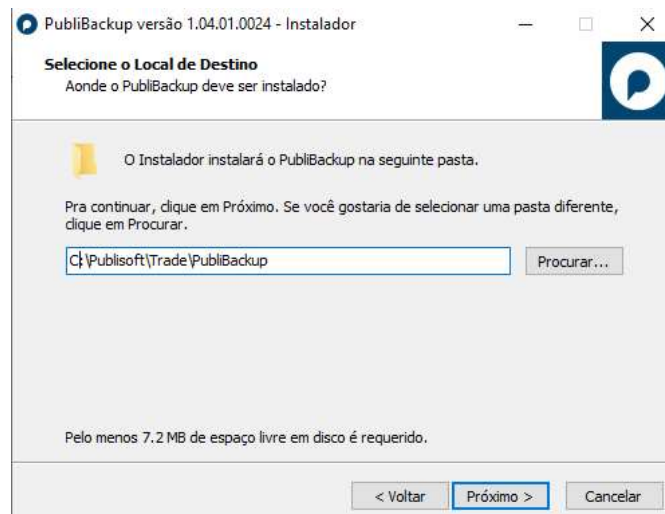 PubliBackup versão 1.04.01.0024 - Instalador
Selecione o Local de Destino
Aonde o PubliBackup deve ser instalado?
O Instalador instalará o PubliBackup na seguinte pasta.
Pra continuar, clique em Próximo. Se você gostaria de selecionar uma pasta diferente,
clique em Procurar.
C:\Publisoft\Trade\PubliBackup
Procurar...
Pelo menos 7.2 MB de espaço livre em disco é requerido.
< Voltar
Próximo >
Cancelar